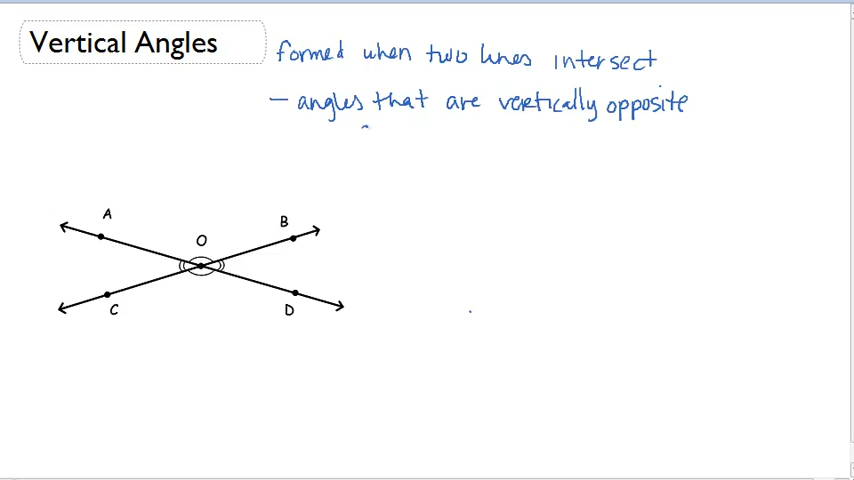 Vertical Angles
formed when two lines intersect
– angles that are vertically opposite
A
B
O
C
D